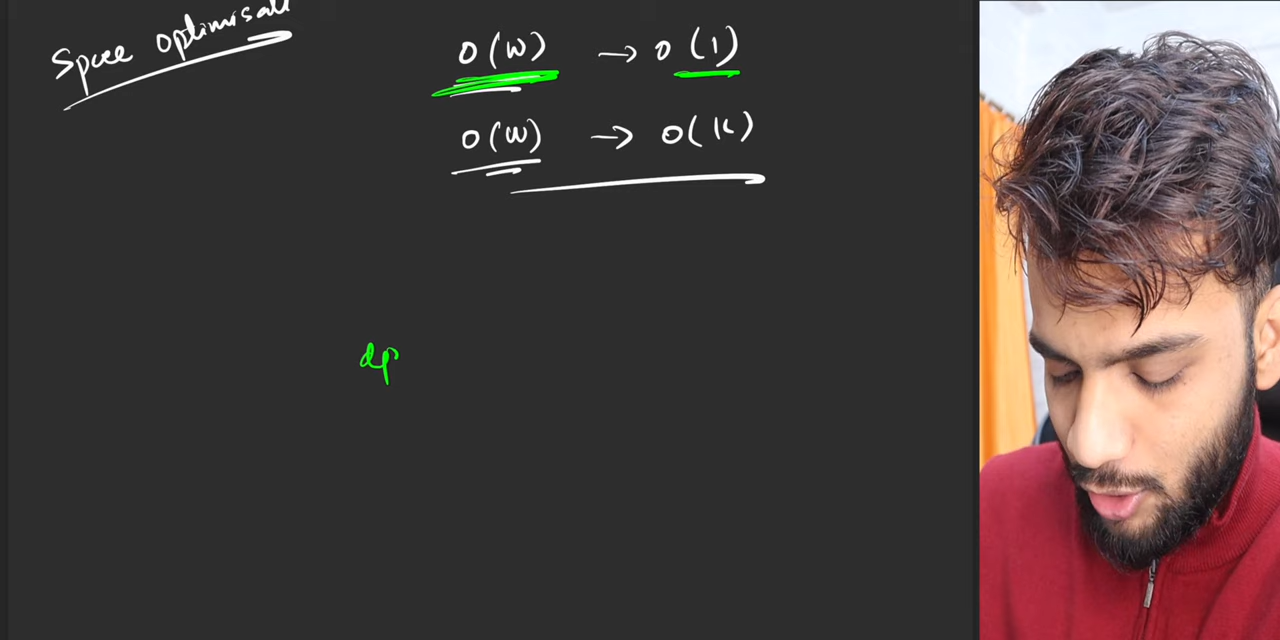 Space Optimisati
O(N) → O(1)
O(N) → O(K)
dp